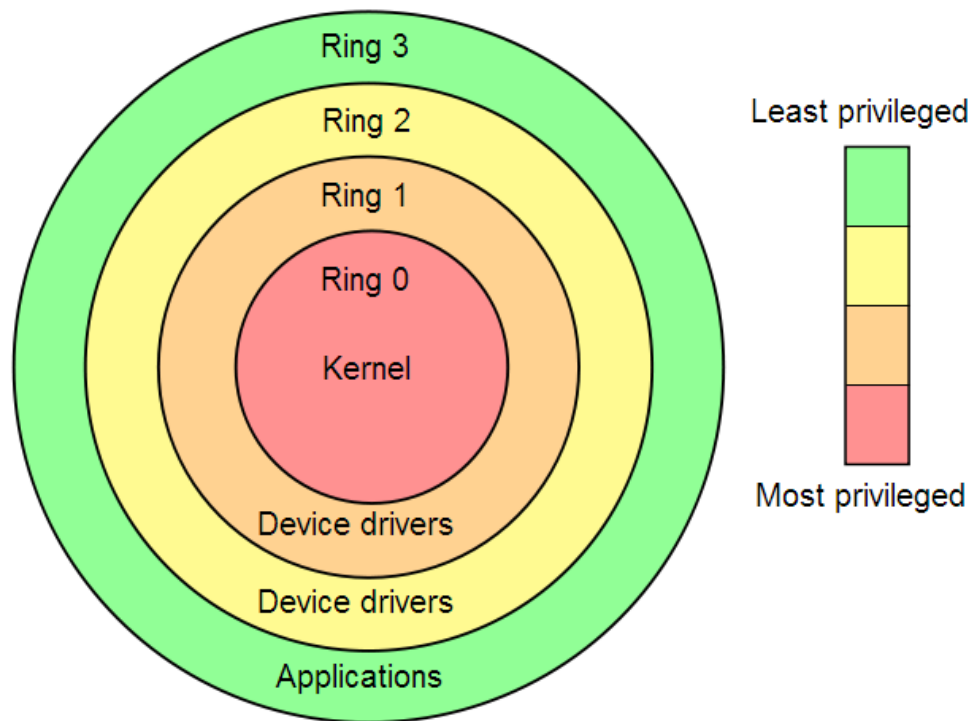 Ring 3
Ring 2
Ring 1
Ring 0
Kernel
Device drivers
Device drivers
Applications
Least privileged
Most privileged